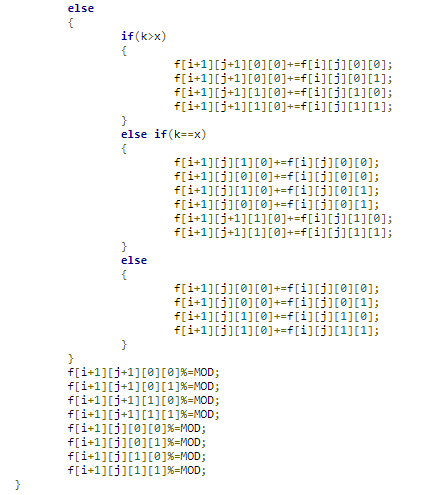 else
{
if(k>x)
{
f[i+1][j+1][0][0]+=f[i][j][0][0];
f[i+1][j+1][0][0]+=f[i][j][0][1];
f[i+1][j+1][1][0]+=f[i][j][1][0];
f[i+1][j+1][1][0]+=f[i][j][1][1];
}
else if(k==x)
{
f[i+1][j][1][0]+=f[i][j][0][0];
f[i+1][j][0][0]+=f[i][j][0][0];
f[i+1][j][1][0]+=f[i][j][0][1];
f[i+1][j][0][0]+=f[i][j][0][1];
f[i+1][j+1][1][0]+=f[i][j][1][0];
f[i+1][j+1][1][0]+=f[i][j][1][1];
}
else
{
f[i+1][j][0][0]+=f[i][j][0][0];
f[i+1][j][0][0]+=f[i][j][0][1];
f[i+1][j][1][0]+=f[i][j][1][0];
f[i+1][j][1][0]+=f[i][j][1][1];
}
}
f[i+1][j+1][0][0]%=MOD;
f[i+1][j+1][0][1]%=MOD;
f[i+1][j+1][1][0]%=MOD;
f[i+1][j+1][1][1]%=MOD;
f[i+1][j][0][0]%=MOD;
f[i+1][j][0][1]%=MOD;
f[i+1][j][1][0]%=MOD;
f[i+1][j][1][1]%=MOD;
}